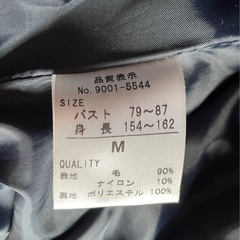 品質表示
No.9001-5544
SIZE
バスト 79～87
身長 154～162
M
QUALITY
表地 毛 90%
ナイロン 10%
裏地 ポリエステル 100%